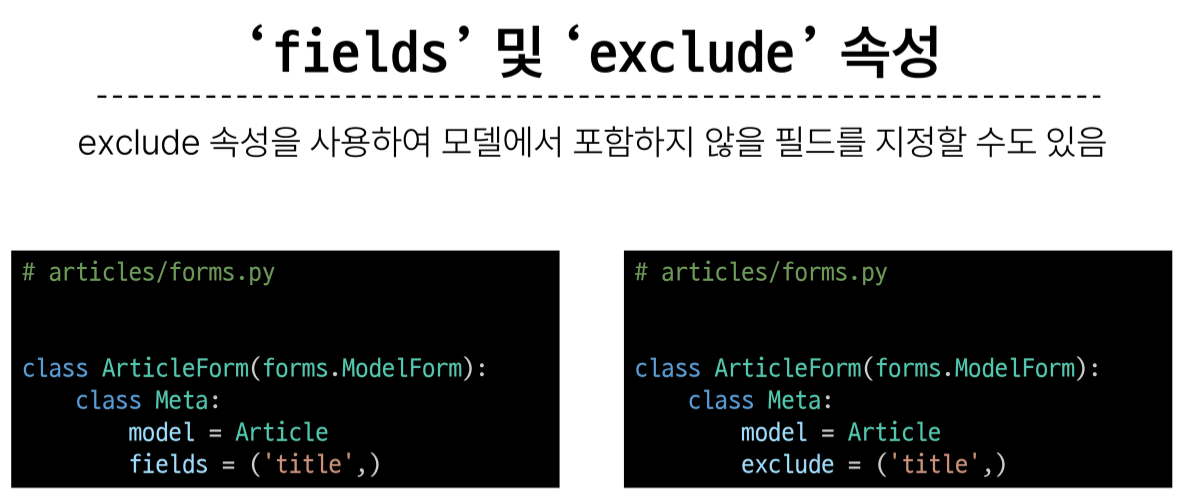 ‘fields’ 및 ‘exclude’ 속성
exclude 속성을 사용하여 모델에서 포함하지 않을 필드를 지정할 수도 있음
# articles/forms.py
class ArticleForm(forms.ModelForm):
    class Meta:
        model = Article
        fields = ('title',)
# articles/forms.py
class ArticleForm(forms.ModelForm):
    class Meta:
        model = Article
        exclude = ('title',)